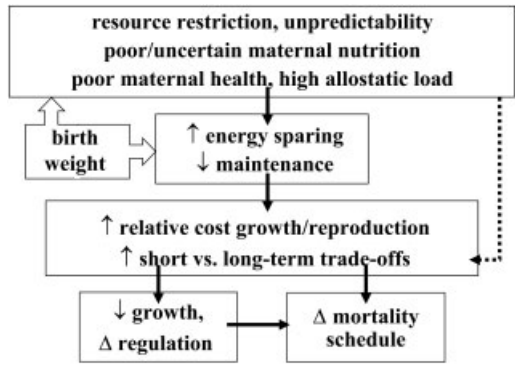 resource restriction, unpredictability
poor/uncertain maternal nutrition
poor maternal health, high allostatic load
birth
weight
↑ energy sparing
↓ maintenance
↑ relative cost growth/reproduction
↑ short vs. long-term trade-offs
↓ growth,
Δ regulation
Δ mortality
schedule